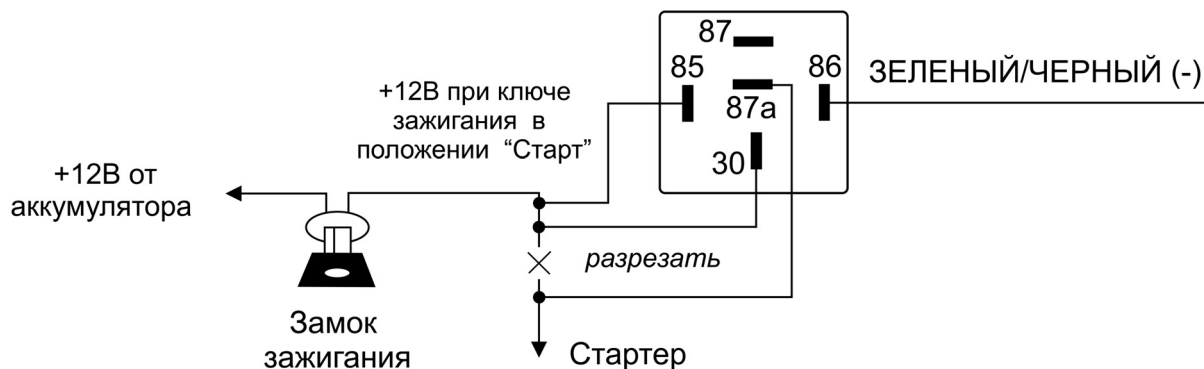 87
85
86
ЗЕЛЕНЫЙ/ЧЕРНЫЙ (-)
87а
30
+12В при ключе
зажигания в
положении “Старт”
+12В от
аккумулятора
разрезать
Замок
зажигания
Стартер